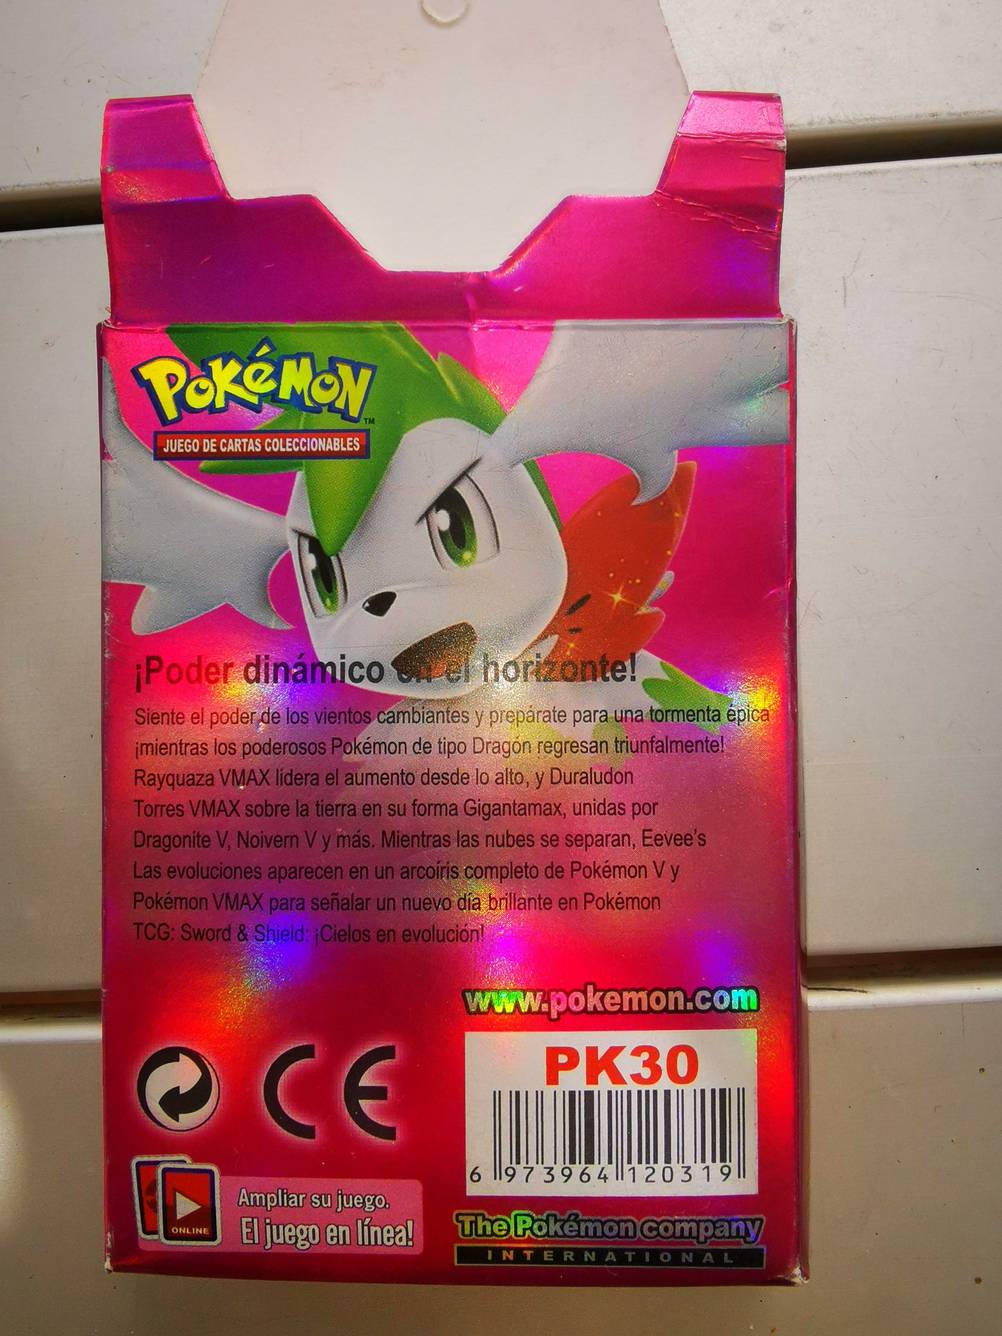 POKéMON
TM
JUEGO DE CARTAS COLECCIONABLES
¡Poder dinámico en el horizonte!
Siente el poder de los vientos cambiantes y prepárate para una tormenta épica
¡mientras los poderosos Pokémon de tipo Dragón regresan triunfalmente!
Rayquaza VMAX lidera el aumento desde lo alto, y Duraludon
Torres VMAX sobre la tierra en su forma Gigantamax, unidas por
Dragonite V, Noivern V y más. Mientras las nubes se separan, Eevee's
Las evoluciones aparecen en un arcoíris completo de Pokémon V y
Pokémon VMAX para señalar un nuevo día brillante en Pokémon
TCG: Sword & Shield: ¡Cielos en evolución!
www.pokemon.com
PK30
6 973964 120319
CE
ONLINE
Ampliar su juego.
El juego en línea!
The Pokémon company
INTERNATIONAL